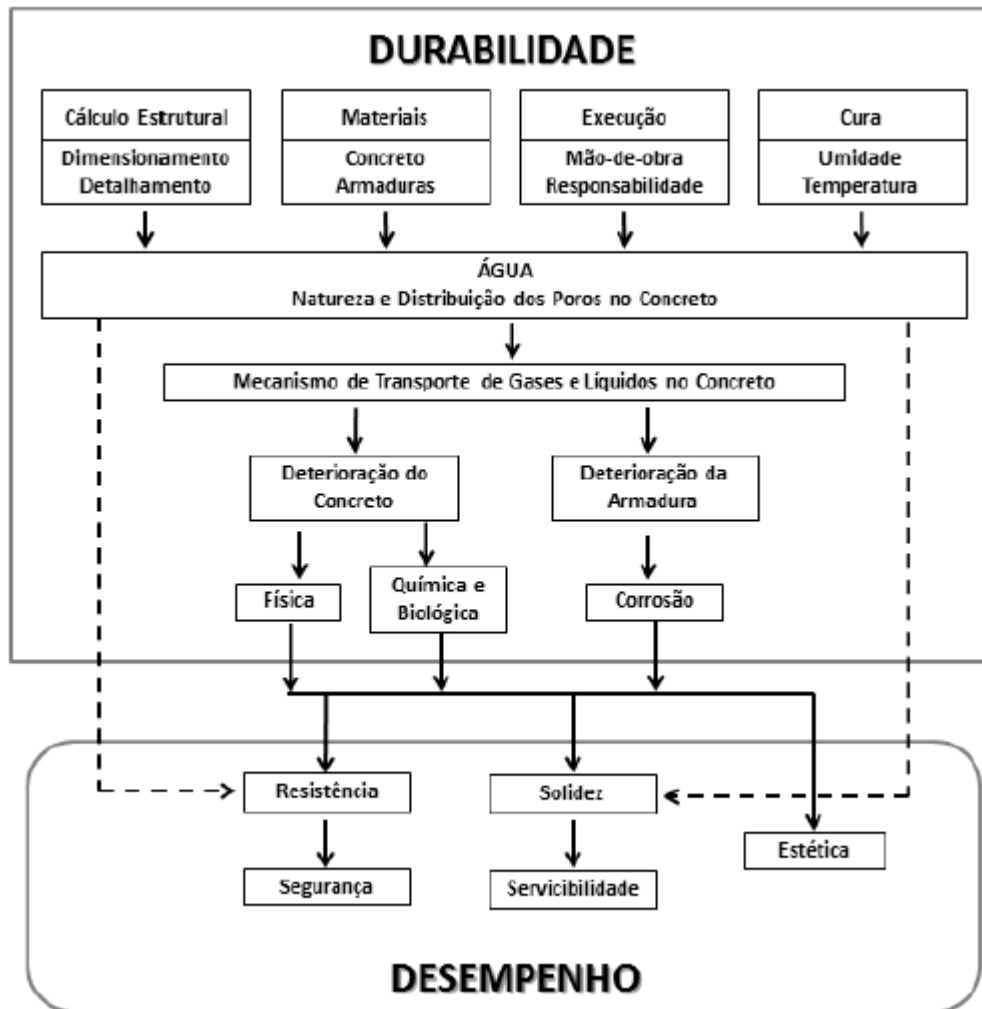 DURABILIDADE
Cálculo Estrutural
Dimensionamento
Detalhamento
Materiais
Concreto
Armaduras
Execução
Mão-de-obra
Responsabilidade
Cura
Umidade
Temperatura
ÁGUA
Natureza e Distribuição dos Poros no Concreto
Mecanismo de Transporte de Gases e Líquidos no Concreto
Deterioração do
Concreto
Deterioração da
Armadura
Física
Química e
Biológica
Corrosão
Resistência
Solidez
Estética
Segurança
Servicibilidade
DESEMPENHO